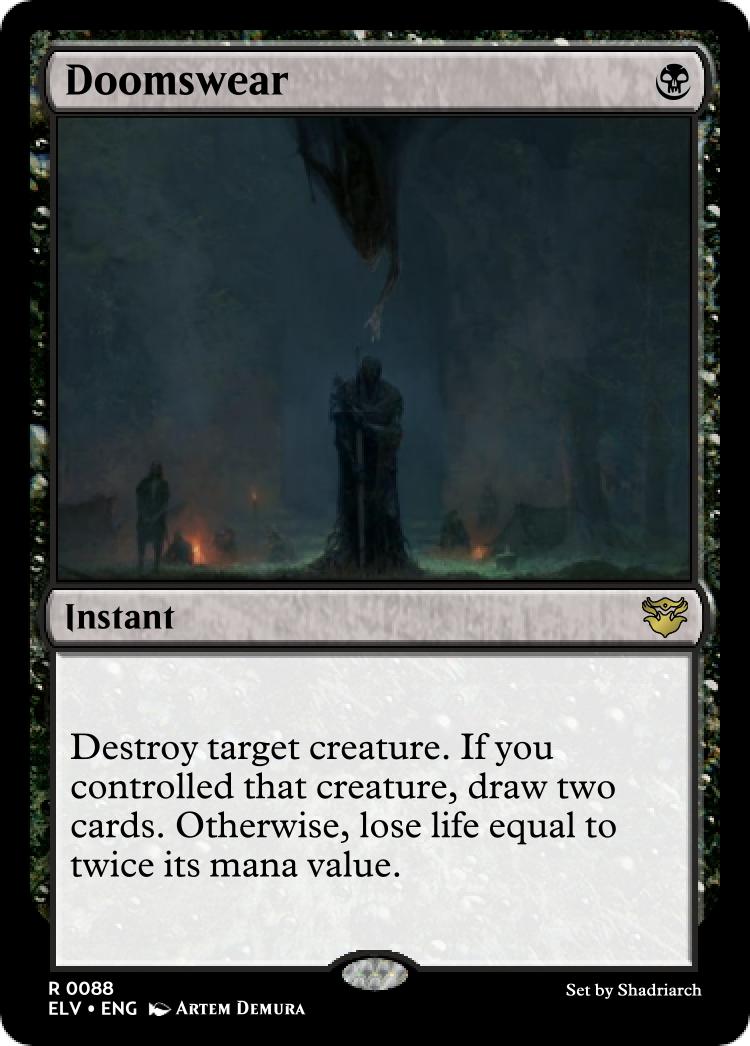 Doomswear
Instant
Destroy target creature. If you
controlled that creature, draw two
cards. Otherwise, lose life equal to
twice its mana value.
R 0088
ELV • ENG ARTEM DEMURA
Set by Shadriarch